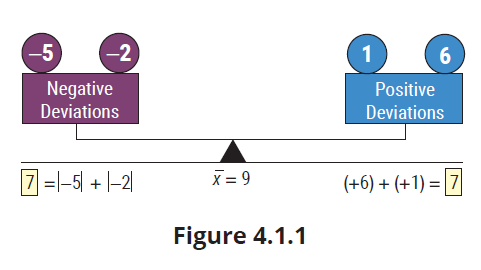 –5 –2 1 6
Negative
Deviations
Positive
Deviations
7 =|–5| + |–2|
x̅ = 9
(+6) + (+1) = 7
Figure 4.1.1